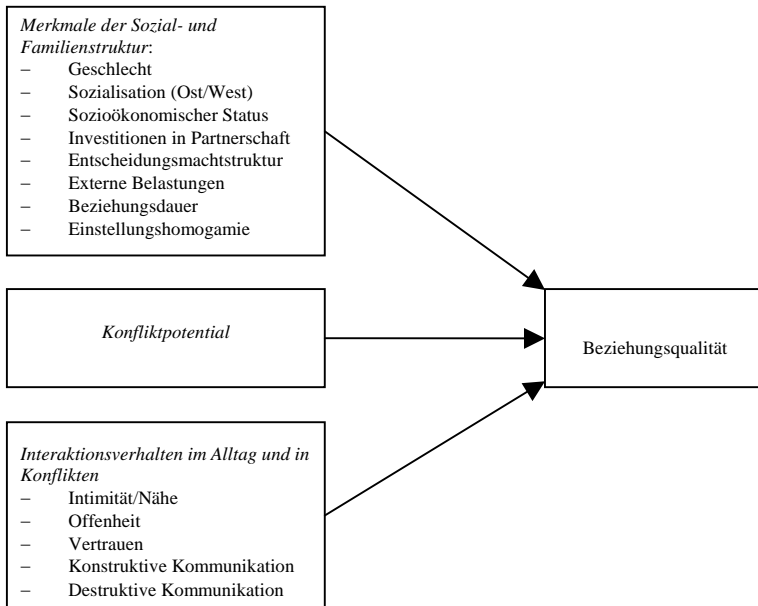 Merkmale der Sozial- und
Familienstruktur:
– Geschlecht
– Sozialisation (Ost/West)
– Sozioökonomischer Status
– Investitionen in Partnerschaft
– Entscheidungsmachtstruktur
– Externe Belastungen
– Beziehungsdauer
– Einstellungshomogamie
Konfliktpotential
Beziehungsqualität
Interaktionsverhalten im Alltag und in
Konflikten
– Intimität/Nähe
– Offenheit
– Vertrauen
– Konstruktive Kommunikation
– Destruktive Kommunikation